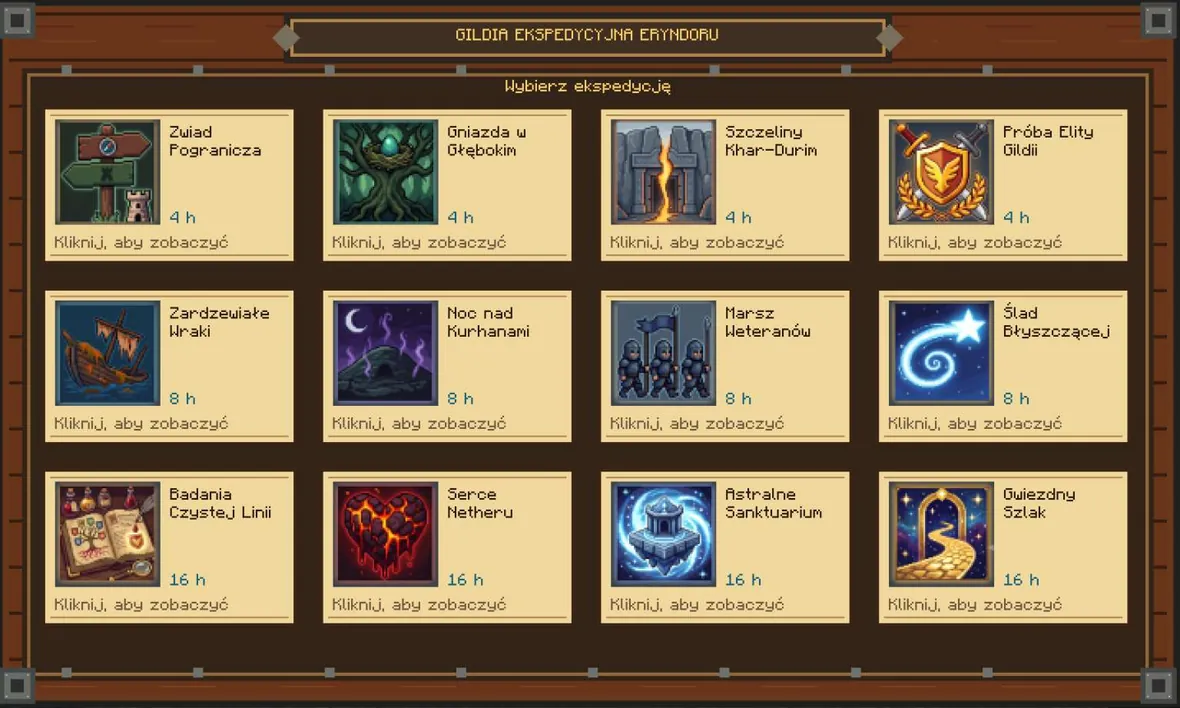 GILDIA EKSPEDYCYJNA ERYNDORU
Wybierz ekspedycję
Zwiad
Pogranicza
4 h
Kliknij, aby zobaczyć
Gniazda w
Głębokim
4 h
Kliknij, aby zobaczyć
Szczeliny
Khar-Durim
4 h
Kliknij, aby zobaczyć
Próba Elity
Gildii
4 h
Kliknij, aby zobaczyć
Zardzewiałe
Wraki
8 h
Kliknij, aby zobaczyć
Noc nad
Kurhanami
8 h
Kliknij, aby zobaczyć
Marsz
Weteranów
8 h
Kliknij, aby zobaczyć
Ślad
Błyszczącej
8 h
Kliknij, aby zobaczyć
Badania
Czystej Linii
16 h
Kliknij, aby zobaczyć
Serce
Netheru
16 h
Kliknij, aby zobaczyć
Astralne
Sanktuarium
16 h
Kliknij, aby zobaczyć
Gwiezdny
Szlak
16 h
Kliknij, aby zobaczyć